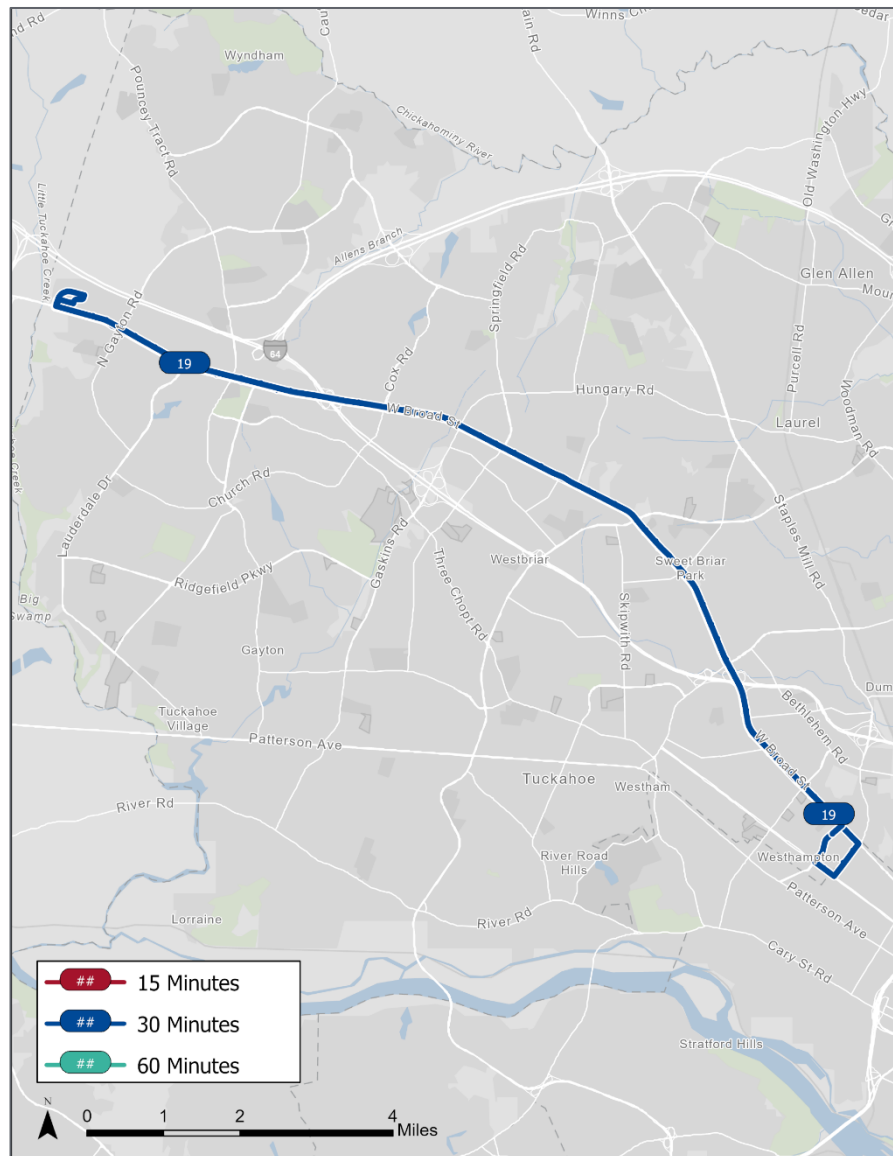 Wyndham
Winns
Pouncey Tract Rd
Chickahominy River
Old Washington Hwy
Little Tuckahoe Creek
Allens Branch
Springfield Rd
Glen Allen
N Gayton Rd
64
19
Cox Rd
Purcell Rd
Hungary Rd
W Broad St
Woodman Rd
Laurel
Lauderdale Dr
Church Rd
Gaskins Rd
Staples Mill Rd
Westbriar
Sweet Briar
Park
Three Chopt Rd
Ridgefield Pkwy
Big
Swamp
Skipwith Rd
Gayton
Tuckahoe
Village
Bethlehem Rd
Patterson Ave
W Broad St
Tuckahoe
Westham
River Rd
19
River Road
Hills
Westhampton
Patterson Ave
Lorraine
River Rd
Cary St Rd
Stratford Hills
## 15 Minutes
## 30 Minutes
## 60 Minutes
N
0 1 2 4
Miles